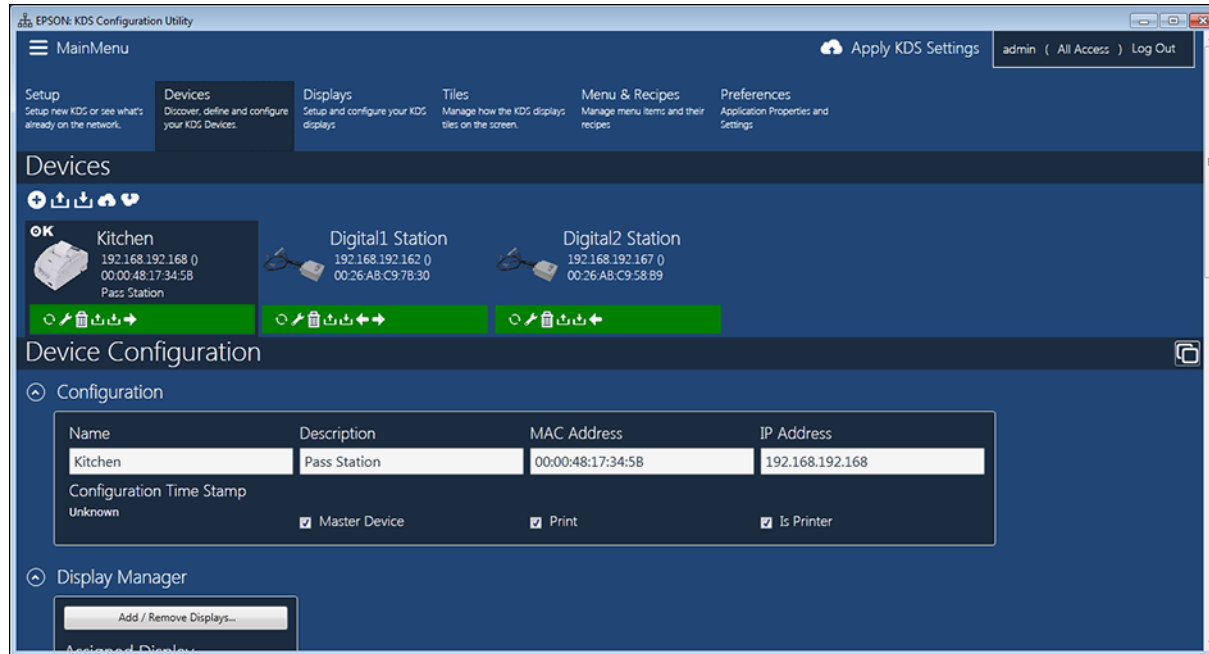 EPSON: KDS Configuration Utility
MainMenu
Apply KDS Settings
admin ( All Access ) Log Out
Setup
Setup new KDS or see what's
already on the network.
Devices
Discover, define and configure
your KDS Devices.
Displays
Setup and configure your KDS
displays
Tiles
Manage how the KDS displays
tiles on the screen.
Menu & Recipes
Manage menu items and their
recipes
Preferences
Application Properties and
Settings
Devices
OK
Kitchen
192.168.192.168 ()
00:00:48:17:34:5B
Pass Station
Digital1 Station
192.168.192.162 ()
00:26:AB:C9:7B:30
Digital2 Station
192.168.192.167 ()
00:26:AB:C9:58:B9
Device Configuration
Configuration
Name
Description
MAC Address
IP Address
Kitchen
Pass Station
00:00:48:17:34:5B
192.168.192.168
Configuration Time Stamp
Unknown
Master Device
Print
Is Printer
Display Manager
Add / Remove Displays...
Assigned Display